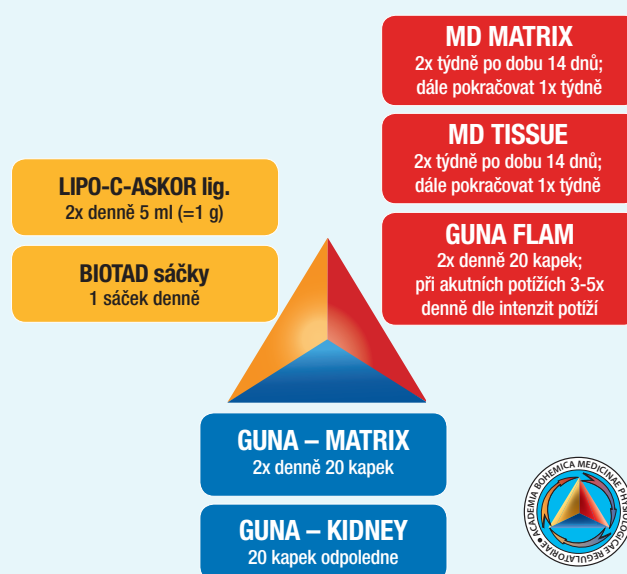 MD MATRIX
2x týdně po dobu 14 dnů;
dále pokračovat 1x týdně
MD TISSUE
2x týdně po dobu 14 dnů;
dále pokračovat 1x týdně
LIPO-C-ASKOR lig.
2x denně 5 ml (=1 g)
GUNA FLAM
2x denně 20 kapek;
při akutních potížích 3-5x
denně dle intenzit potíží
BIOTAD sáčky
1 sáček denně
GUNA – MATRIX
2x denně 20 kapek
GUNA – KIDNEY
20 kapek odpoledne
ACADEMIA BOHEMICA MEDICINAE PHYSIOLOGICAE REGULATORIAE